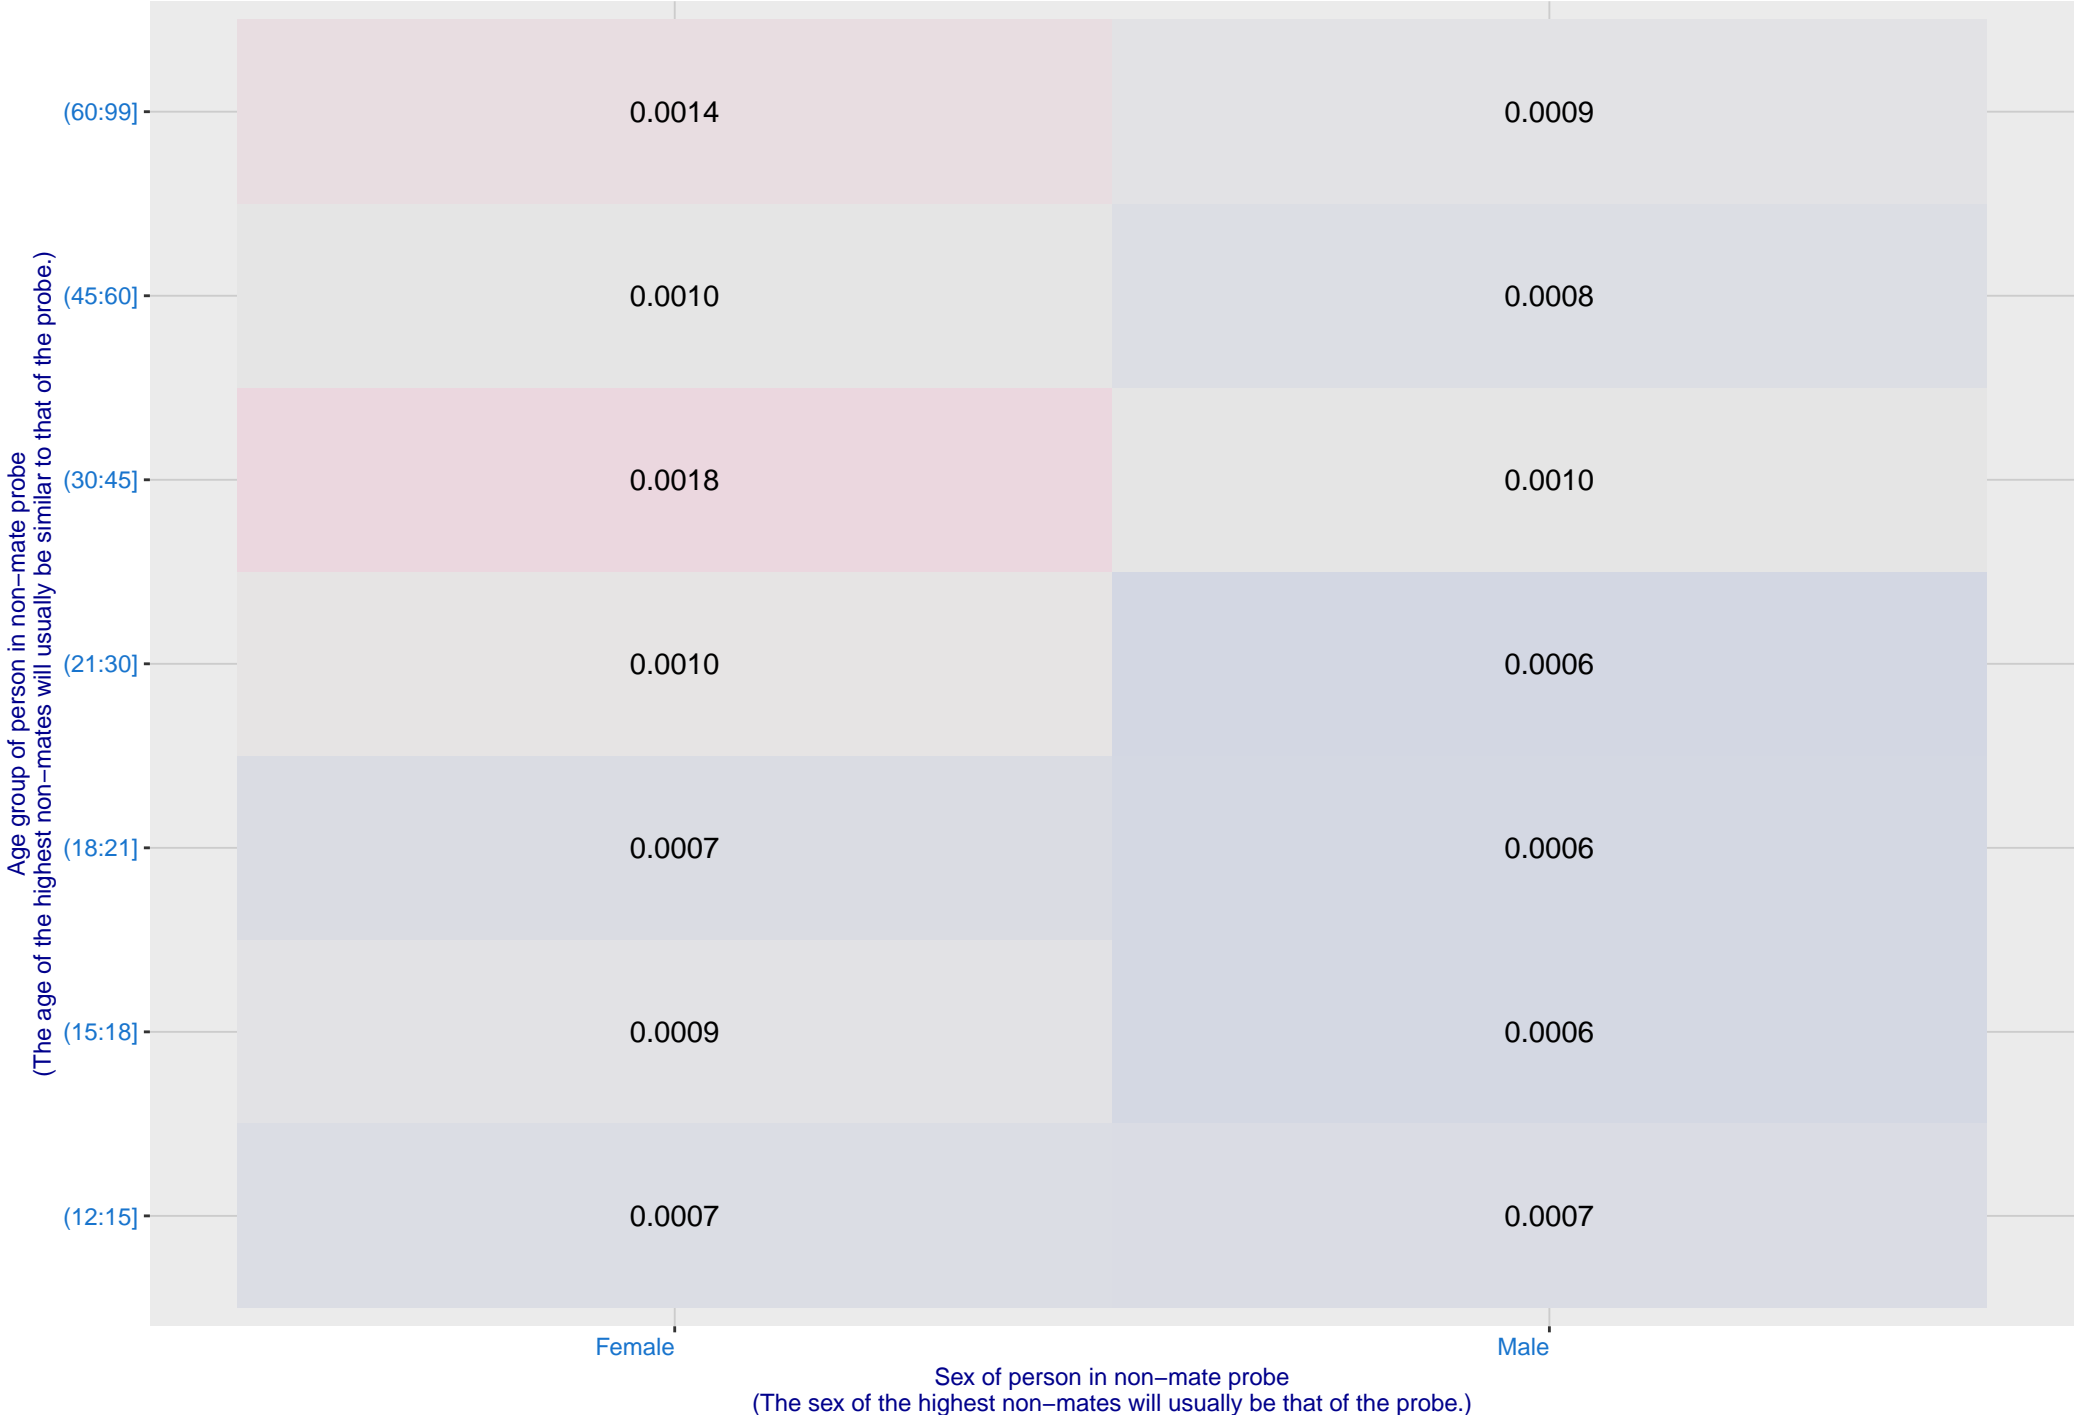 Age group of person in non−mate probe
(The age of the highest non−mates will usually be similar to that of the probe.)
(60:99] 0.0014 0.0009
(45:60] 0.0010 0.0008
(30:45] 0.0018 0.0010
(21:30] 0.0010 0.0006
(18:21] 0.0007 0.0006
(15:18] 0.0009 0.0006
(12:15] 0.0007 0.0007
Female Male
Sex of person in non−mate probe
(The sex of the highest non−mates will usually be that of the probe.)